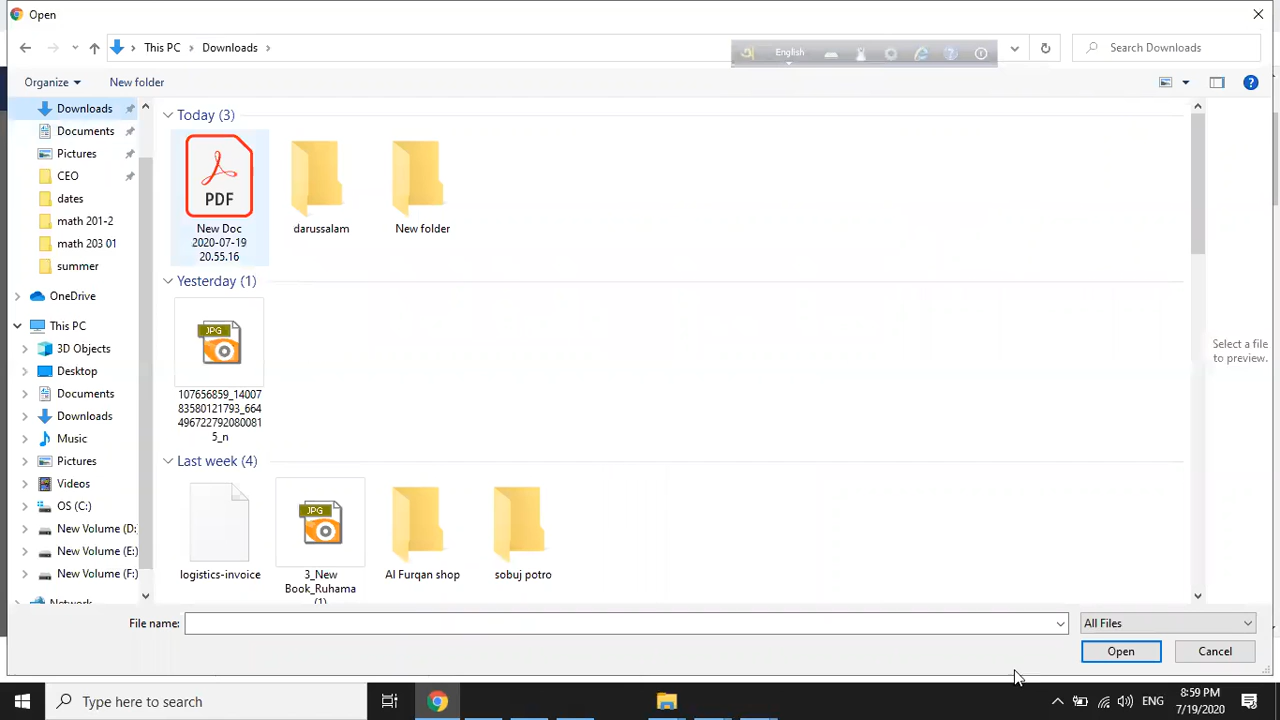 Open
This PC
Downloads
English
Search Downloads
Organize
New folder
Downloads
Documents
Pictures
CEO
dates
math 201-2
math 203 01
summer
OneDrive
This PC
3D Objects
Desktop
Documents
Downloads
Music
Pictures
Videos
OS (C:)
New Volume (D:
New Volume (E:)
New Volume (F:)
Network
Today (3)
PDF
New Doc
2020-07-19
20.55.16
darussalam
New folder
Yesterday (1)
JPG
107656859_14007
83580121793_664
496722792080081
5_n
Last week (4)
logistics-invoice
JPG
3_New
Book_Ruhama
(1)
Al Furqan shop
sobuj potro
Select a file
to preview.
File name:
All Files
Open
Cancel
Type here to search
ENG
8:59 PM
7/19/2020